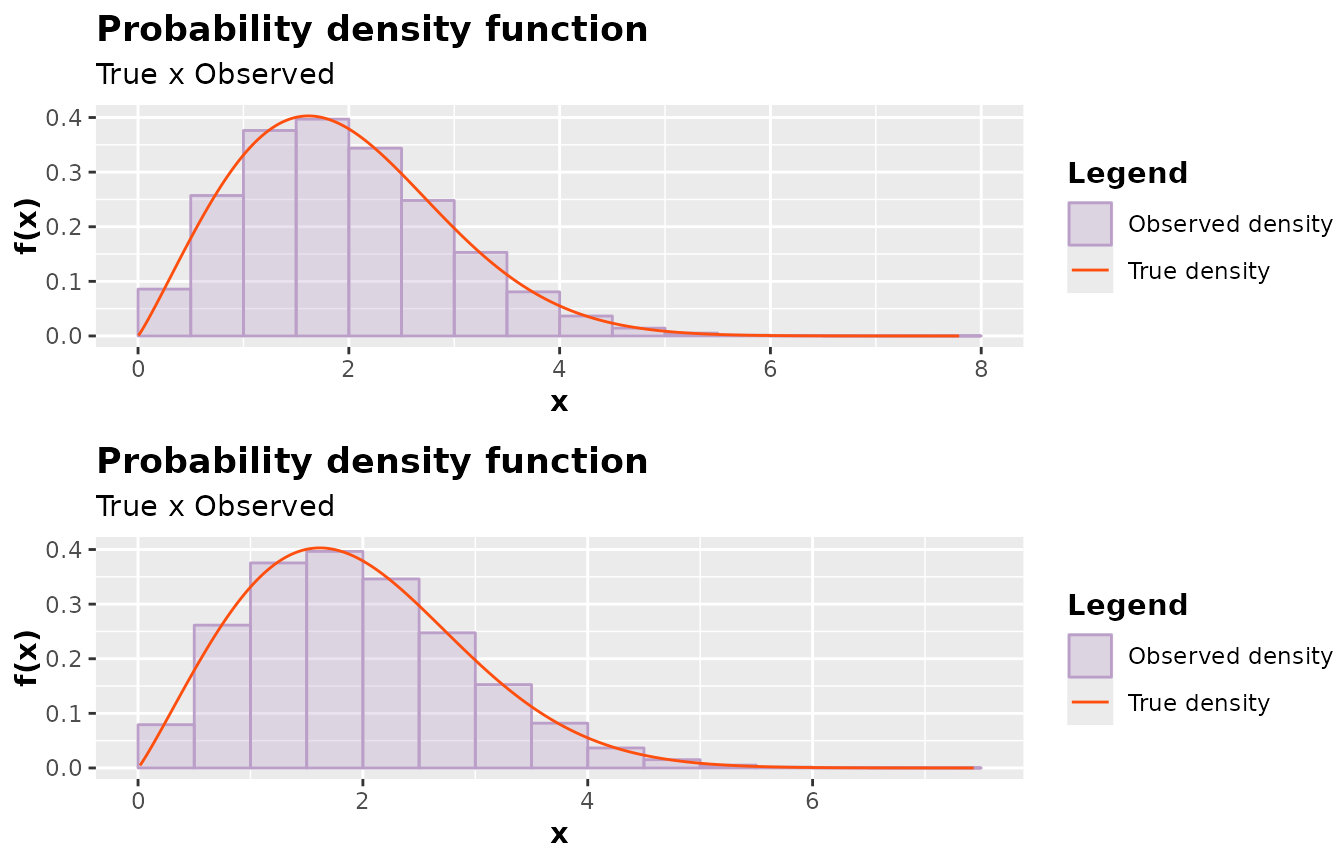 Probability density function
True x Observed
0.4
0.3
0.2
0.1
0.0
f(x)
0 2 4 6 8
x
Legend
Observed density
True density
Probability density function
True x Observed
0.4
0.3
0.2
0.1
0.0
f(x)
0 2 4 6
x
Legend
Observed density
True density